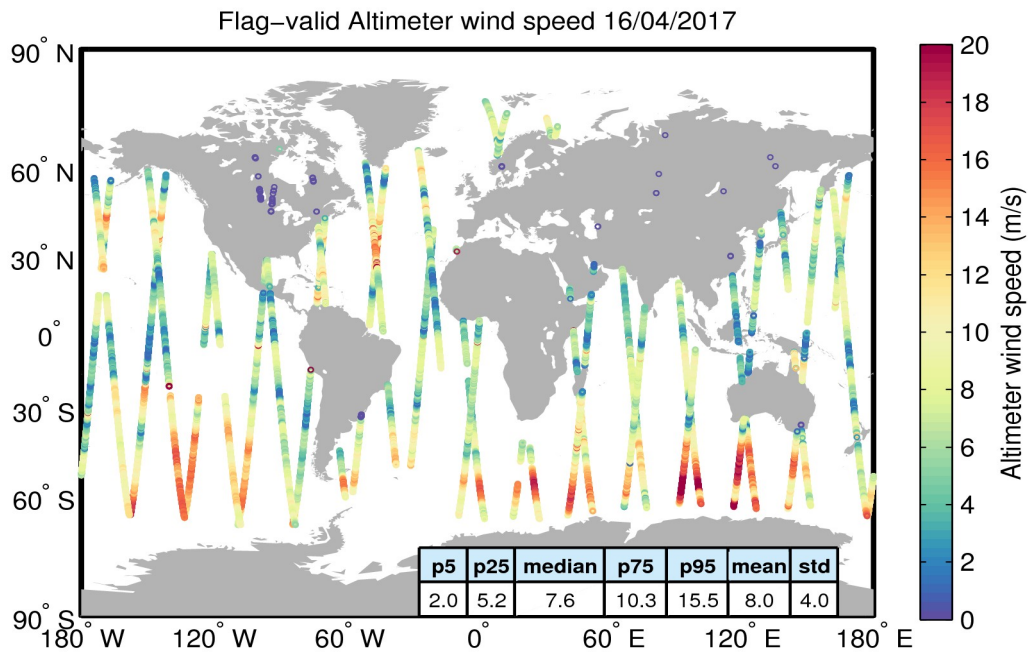 Flag−valid Altimeter wind speed 16/04/2017
90° N
60° N
30° N
0°
30° S
60° S
90° S
180° W
120° W
60° W
0°
60° E
120° E
180° E
p5 p25 median p75 p95 mean std
2.0 5.2 7.6 10.3 15.5 8.0 4.0
20
18
16
14
12
10
8
6
4
2
0
Altimeter wind speed (m/s)